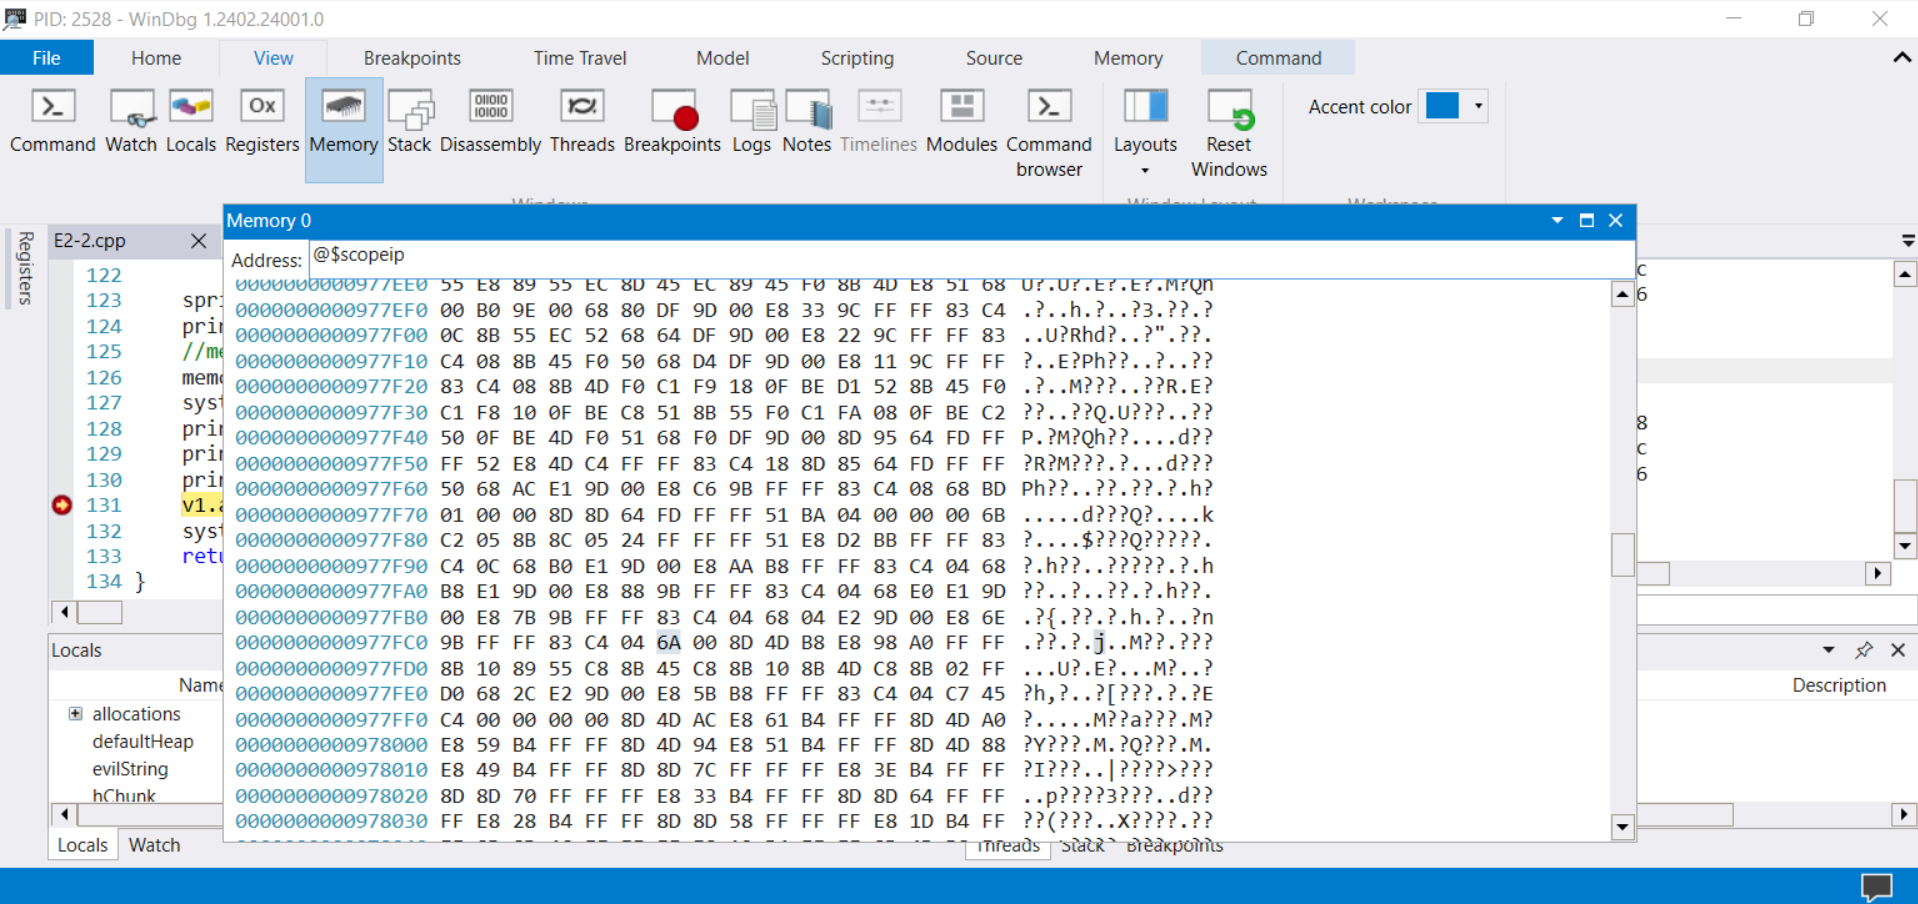 PID: 2528 - WinDbg 1.2402.24001.0
File Home View Breakpoints Time Travel Model Scripting Source Memory Command
Command Watch Locals Registers Memory Stack Disassembly Threads Breakpoints Logs Notes Timelines Modules Command browser Layouts Reset Windows Accent color
Memory 0
Address: @$scopeip
Registers
E2-2.cpp
122
123 spri
124 prin
125 //me
126 memc
127 syst
128 prin
129 prin
130 prin
131 v1.a
132 syst
133 retu
134 }
0000000000977EE0 55 E8 89 55 EC 8D 45 EC 89 45 F0 8B 4D E8 51 68 U?.U?.E?.E?.M?Qh
0000000000977EF0 00 B0 9E 00 68 80 DF 9D 00 E8 33 9C FF FF 83 C4 .?..h.?..?3.??.?
0000000000977F00 0C 8B 55 EC 52 68 64 DF 9D 00 E8 22 9C FF FF 83 ..U?Rhd?..?".??.
0000000000977F10 C4 08 8B 45 F0 50 68 D4 DF 9D 00 E8 11 9C FF FF ?..E?Ph??..?..??
0000000000977F20 83 C4 08 8B 4D F0 C1 F9 18 0F BE D1 52 8B 45 F0 .?..M???..??R.E?
0000000000977F30 C1 F8 10 0F BE C8 51 8B 55 F0 C1 FA 08 0F BE C2 ??..??Q.U???..??
0000000000977F40 50 0F BE 4D F0 51 68 F0 DF 9D 00 8D 95 64 FD FF P.?M?Qh??....d??
0000000000977F50 FF 52 E8 4D C4 FF FF 83 C4 18 8D 85 64 FD FF FF ?R?M???.?...d???
0000000000977F60 50 68 AC E1 9D 00 E8 C6 9B FF FF 83 C4 08 68 BD Ph??..??.??.?.h?
0000000000977F70 01 00 00 8D 8D 64 FD FF FF 51 BA 04 00 00 00 6B .....d???Q?....k
0000000000977F80 C2 05 8B 8C 05 24 FF FF FF 51 E8 D2 BB FF FF 83 ?....$???Q?????.
0000000000977F90 C4 0C 68 B0 E1 9D 00 E8 AA B8 FF FF 83 C4 04 68 ?.h??..?????.?.h
0000000000977FA0 B8 E1 9D 00 E8 88 9B FF FF 83 C4 04 68 E0 E1 9D ??..?..??.?.h??.
0000000000977FB0 00 E8 7B 9B FF FF 83 C4 04 68 04 E2 9D 00 E8 6E .?{.??.?.h.?..?n
0000000000977FC0 9B FF FF 83 C4 04 6A 00 8D 4D B8 E8 98 A0 FF FF .??.?.j..M??.???
0000000000977FD0 8B 10 89 55 C8 8B 45 C8 8B 10 8B 4D C8 8B 02 FF ...U?.E?...M?..?
0000000000977FE0 D0 68 2C E2 9D 00 E8 5B B8 FF FF 83 C4 04 C7 45 ?h,?..?[???.?.?E
0000000000977FF0 C4 00 00 00 00 8D 4D AC E8 61 B4 FF FF 8D 4D A0 ?.....M??a???.M?
0000000000978000 E8 59 B4 FF FF 8D 4D 94 E8 51 B4 FF FF 8D 4D 88 ?Y???.M.?Q???.M.
0000000000978010 E8 49 B4 FF FF 8D 8D 7C FF FF FF E8 3E B4 FF FF ?I???..|????>???
0000000000978020 8D 8D 70 FF FF FF E8 33 B4 FF FF 8D 8D 64 FF FF ..p????3???..d??
0000000000978030 FF E8 28 B4 FF FF 8D 8D 58 FF FF FF E8 1D B4 FF ??(???..X????.??
c
6
8
c
6
Locals
Name
Description
allocations
defaultHeap
evilString
hChunk
Locals Watch
Threads Stack Breakpoints